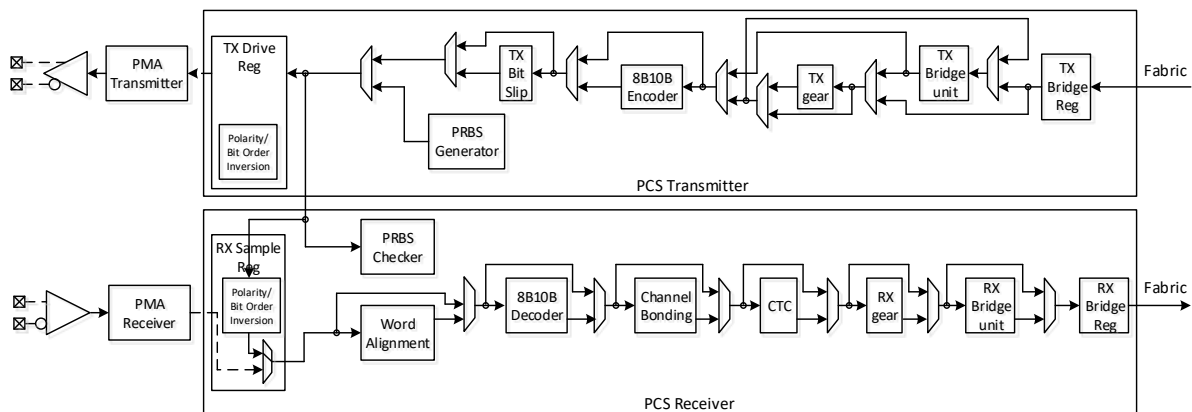 PMA
Transmitter
TX Drive
Reg
Polarity/
Bit Order
Inversion
PRBS
Generator
TX
Bit
Slip
8B10B
Encoder
TX
gear
TX
Bridge
unit
TX
Bridge
Reg
Fabric
PCS Transmitter
PMA
Receiver
RX Sample
Reg
Polarity/
Bit Order
Inversion
PRBS
Checker
Word
Alignment
8B10B
Decoder
Channel
Bonding
CTC
RX
gear
RX
Bridge
unit
RX
Bridge
Reg
Fabric
PCS Receiver